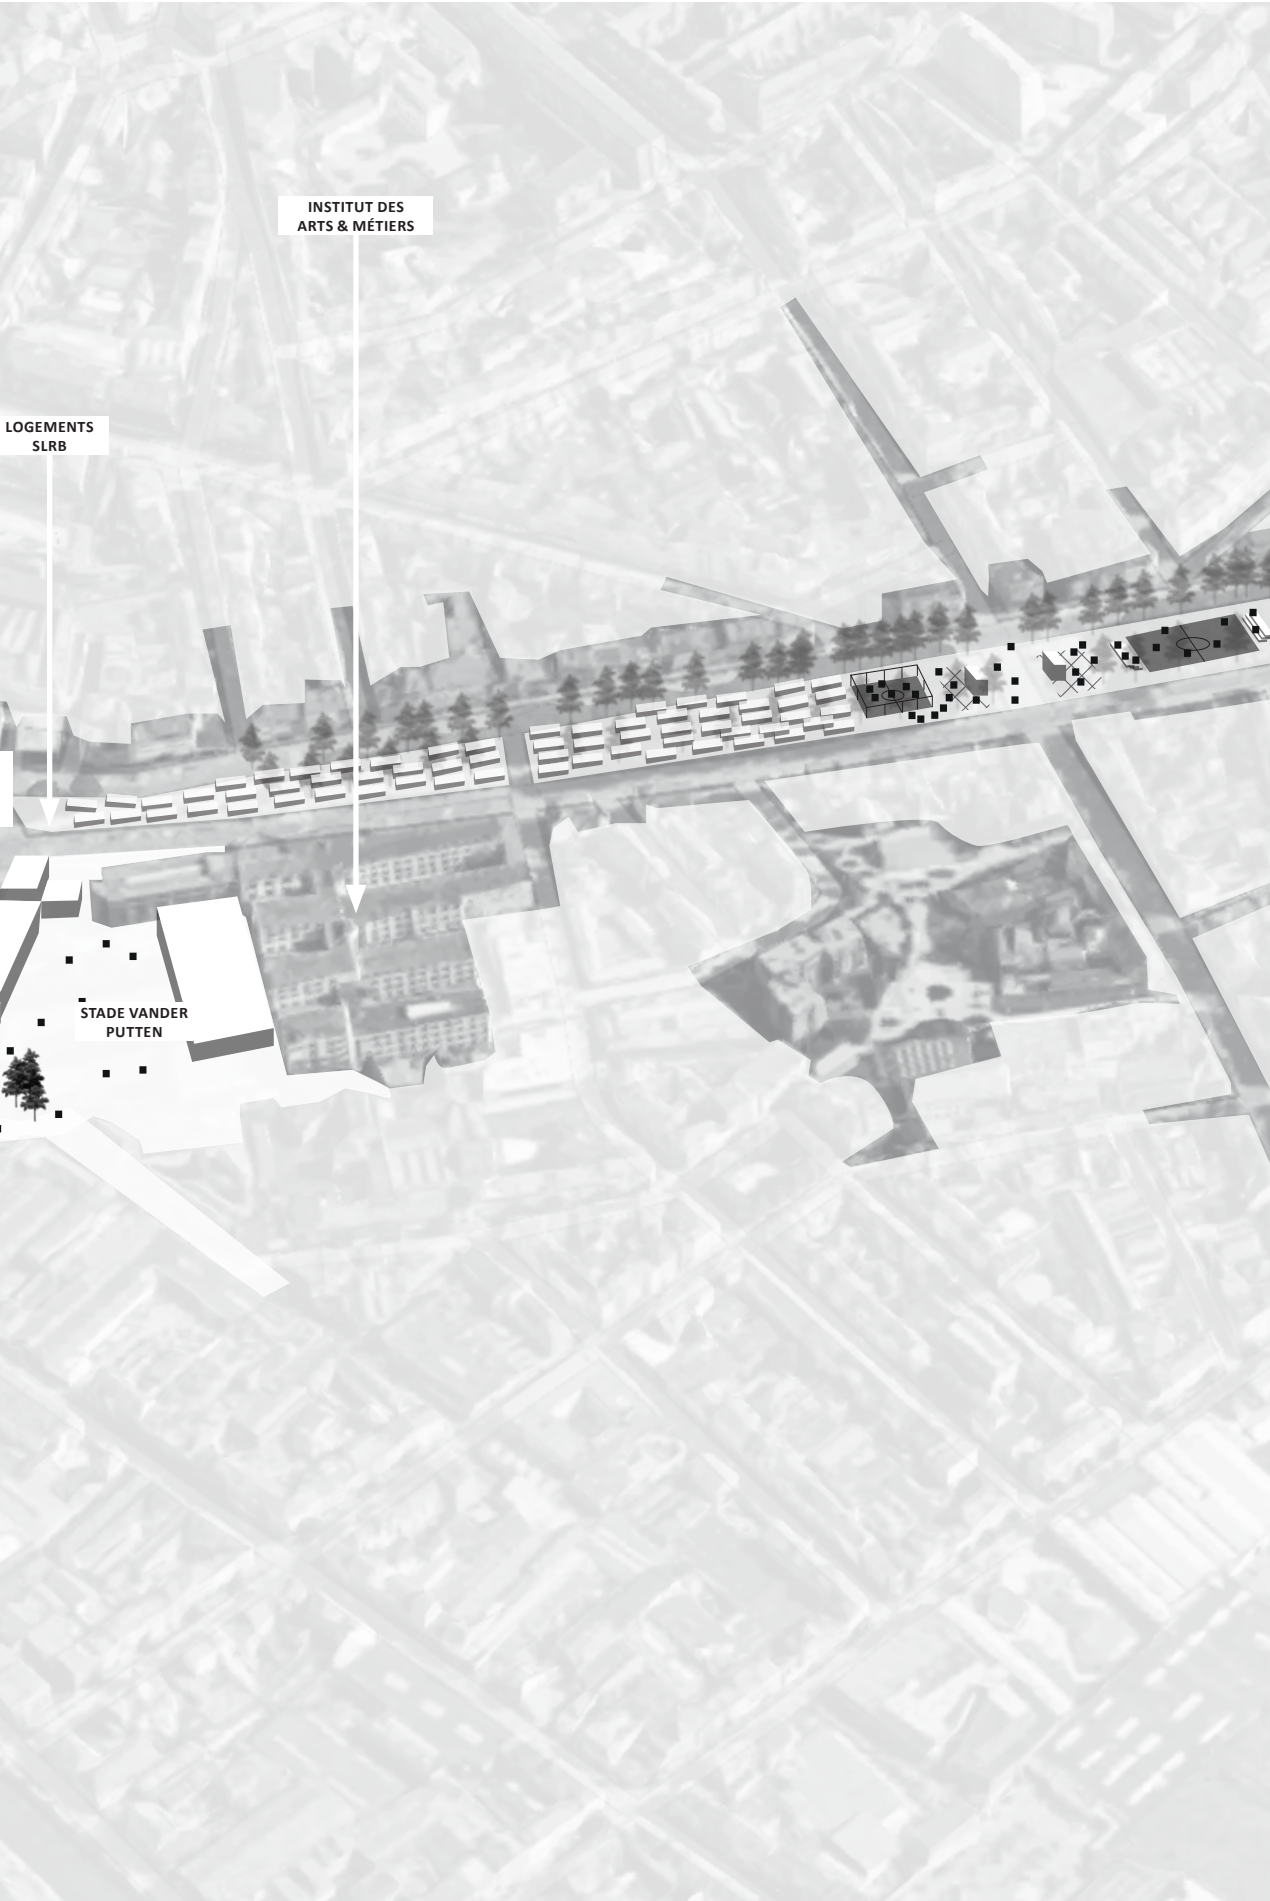 INSTITUT DES
ARTS & MÉTIERS
LOGEMENTS
SLRB
STADE VANDER
PUTTEN